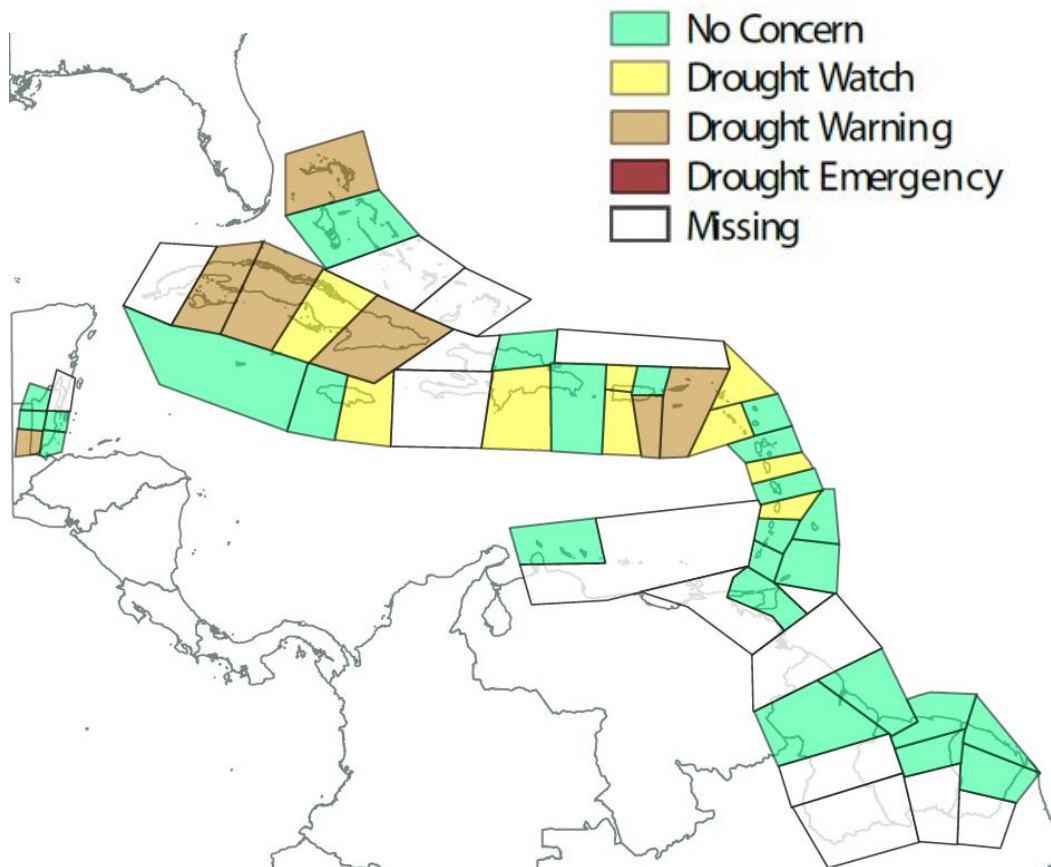 No Concern
Drought Watch
Drought Warning
Drought Emergency
Missing